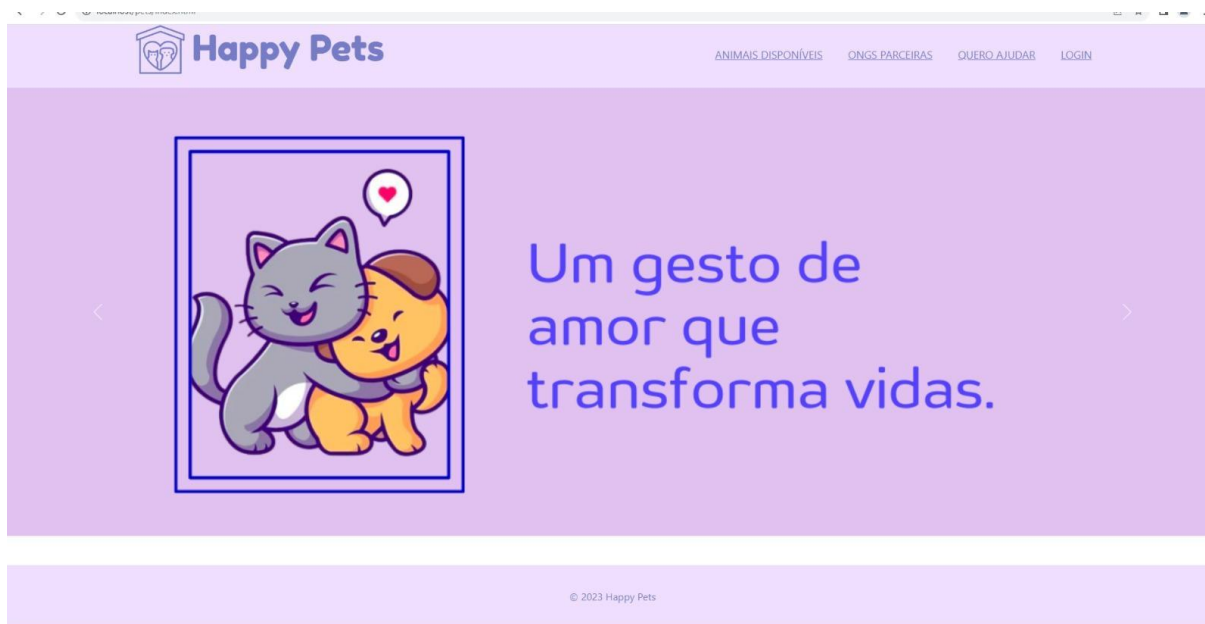 Happy Pets
ANIMAIS DISPONÍVEIS ONGS PARCEIRAS QUERO AJUDAR LOGIN
Um gesto de
amor que
transforma vidas.
© 2023 Happy Pets